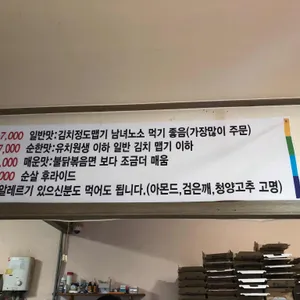 7,000 일반맛:김치정도맵기 남녀노소 먹기 좋음(가장많이 주문)
7,000 순한맛:유치원생 이하 일반 김치 맵기 이하
,000 매운맛:불닭볶음면 보다 조금더 매움
000 순살 후라이드
알레르기 있으신분도 먹어도 됩니다.(아몬드,검은깨,청양고추 고명)